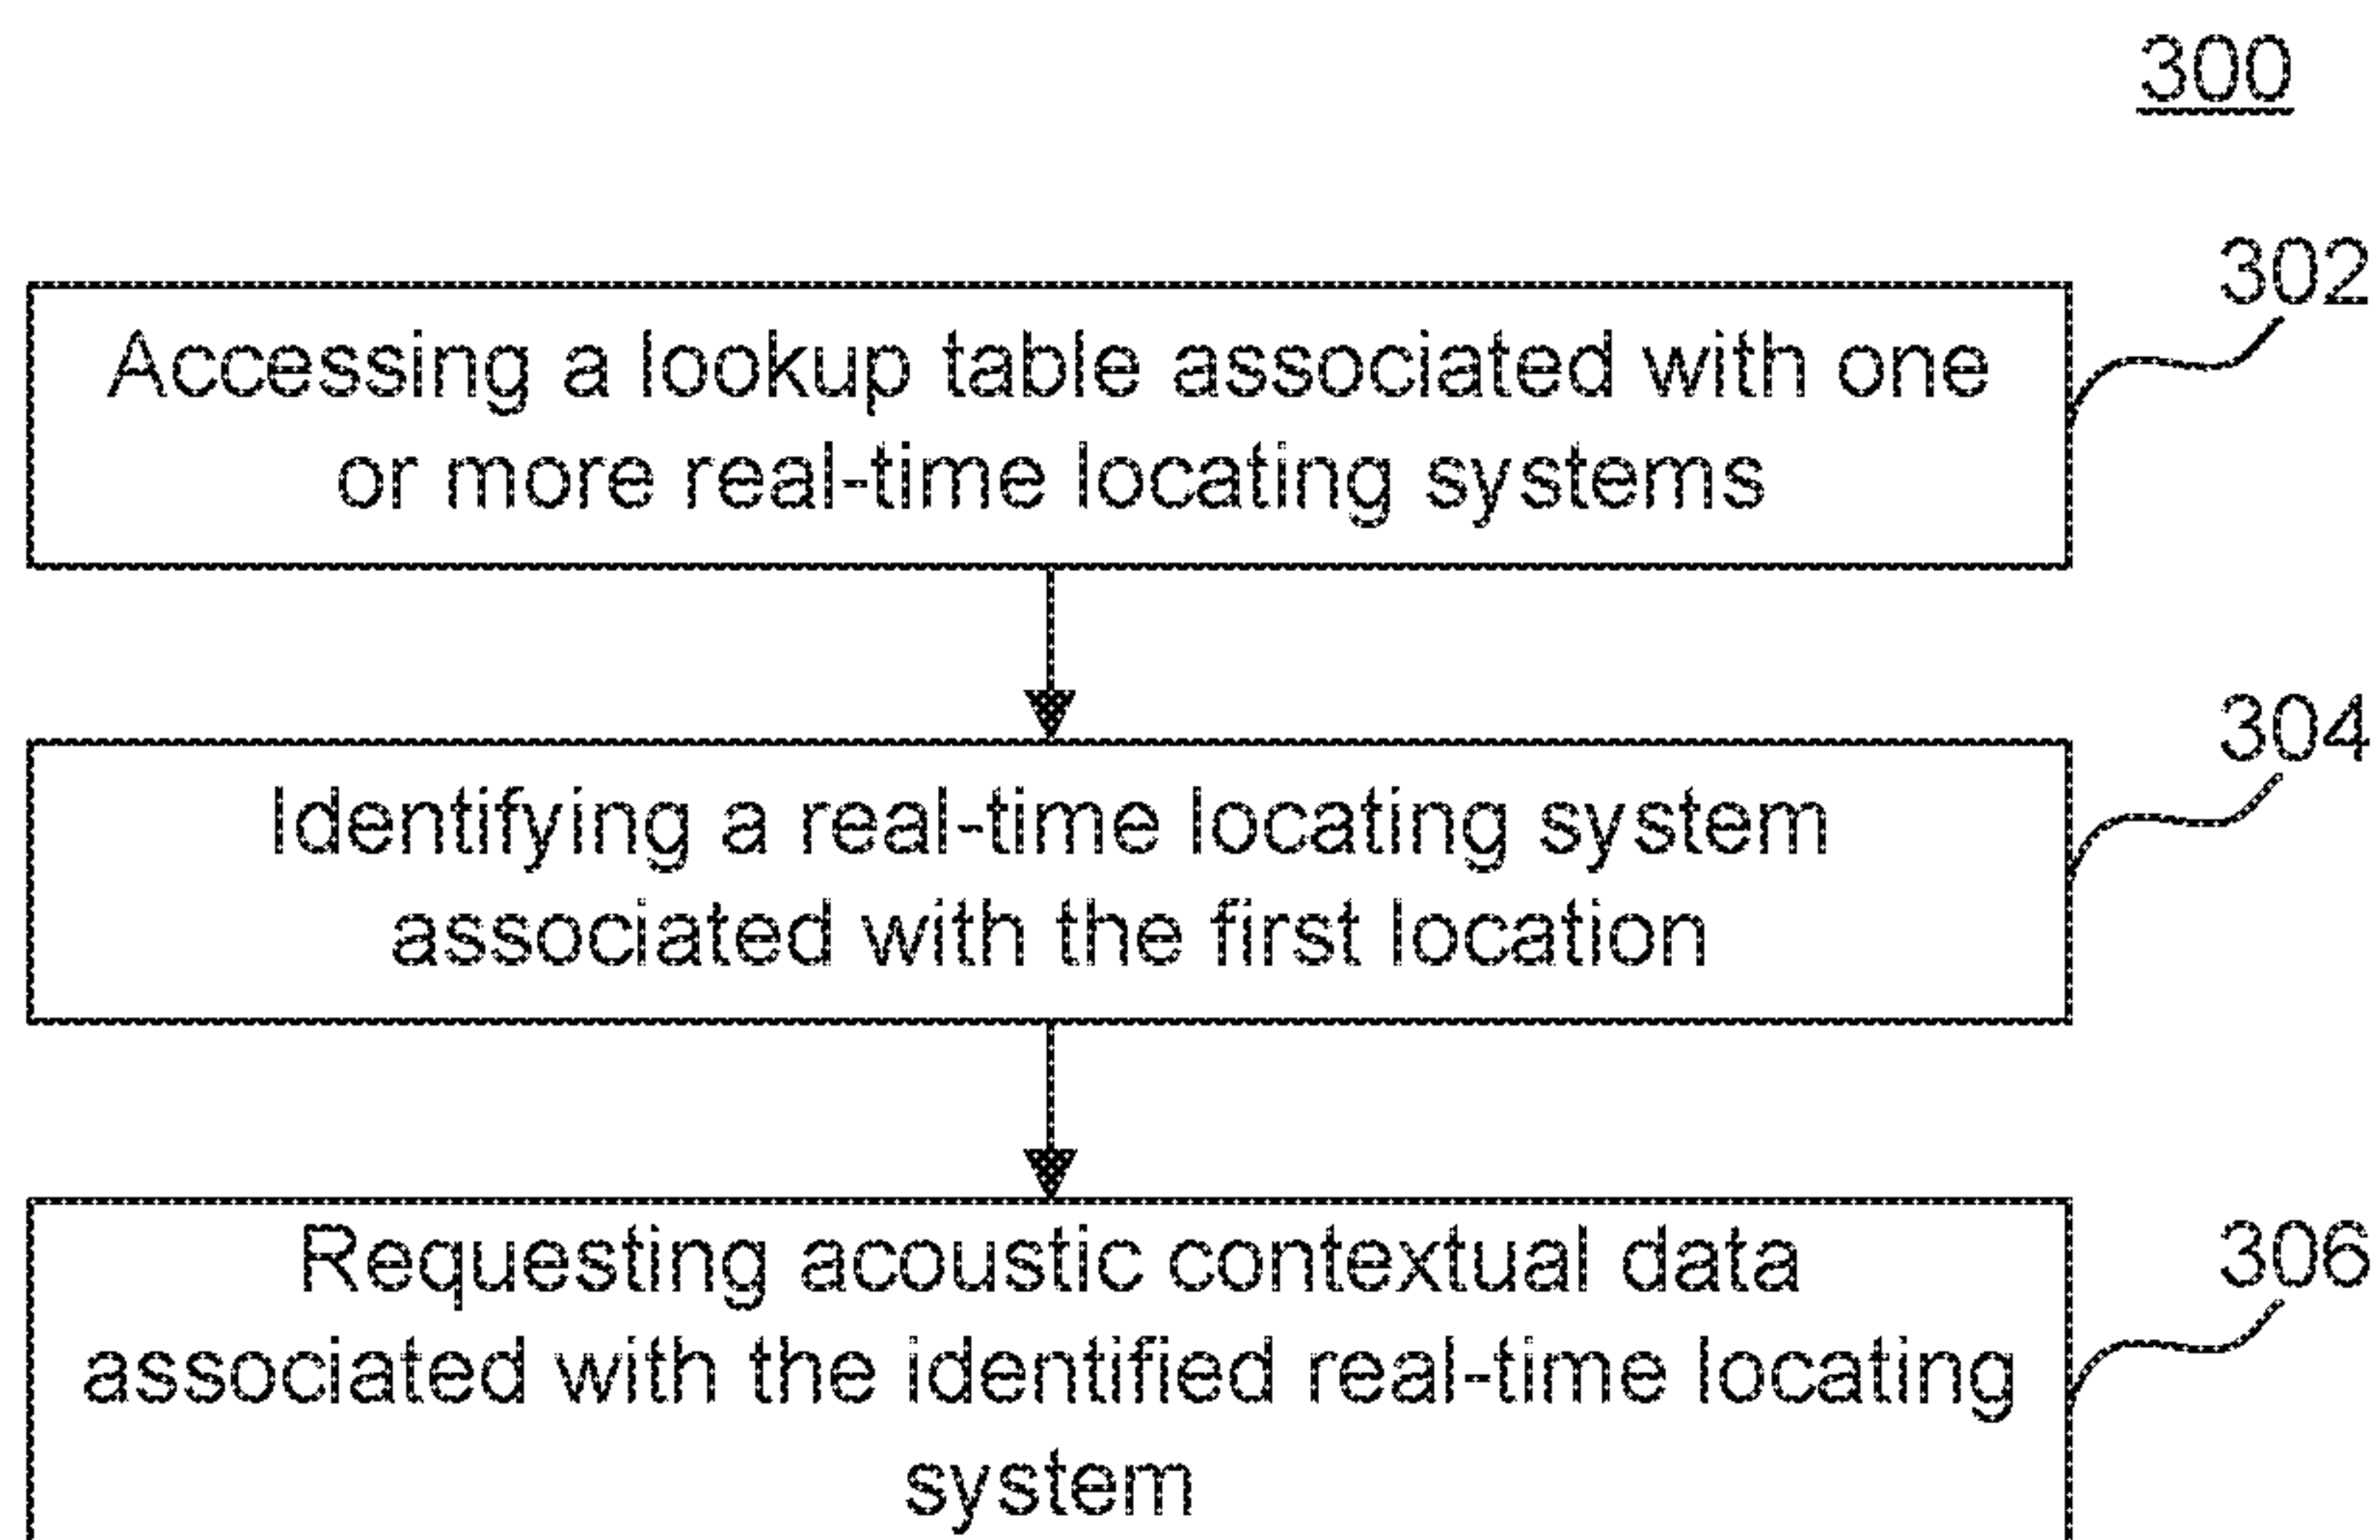 300
302
Accessing a lookup table associated with one
or more real-time locating systems
304
Identifying a real-time locating system
associated with the first location
306
Requesting acoustic contextual data
associated with the identified real-time locating
system